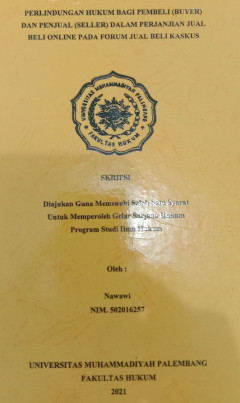 PERLINDUNGAN HUKUM BAGI PEMBELI (BUYER)
DAN PENJUAL (SELLER) DALAM PERJANJIAN JUAL
BELI ONLINE PADA FORUM JUAL BELI KASKUS
UNIVERSITAS MUHAMMADIYAH PALEMBANG
FAKULTAS HUKUM
SKRIPSI
Diajukan Guna Memenuhi Salah Satu Syarat
Untuk Memperoleh Gelar Sarjana Hukum
Program Studi Ilmu Hukum
Oleh :
Nawawi
NIM. 502016257
UNIVERSITAS MUHAMMADIYAH PALEMBANG
FAKULTAS HUKUM
2021